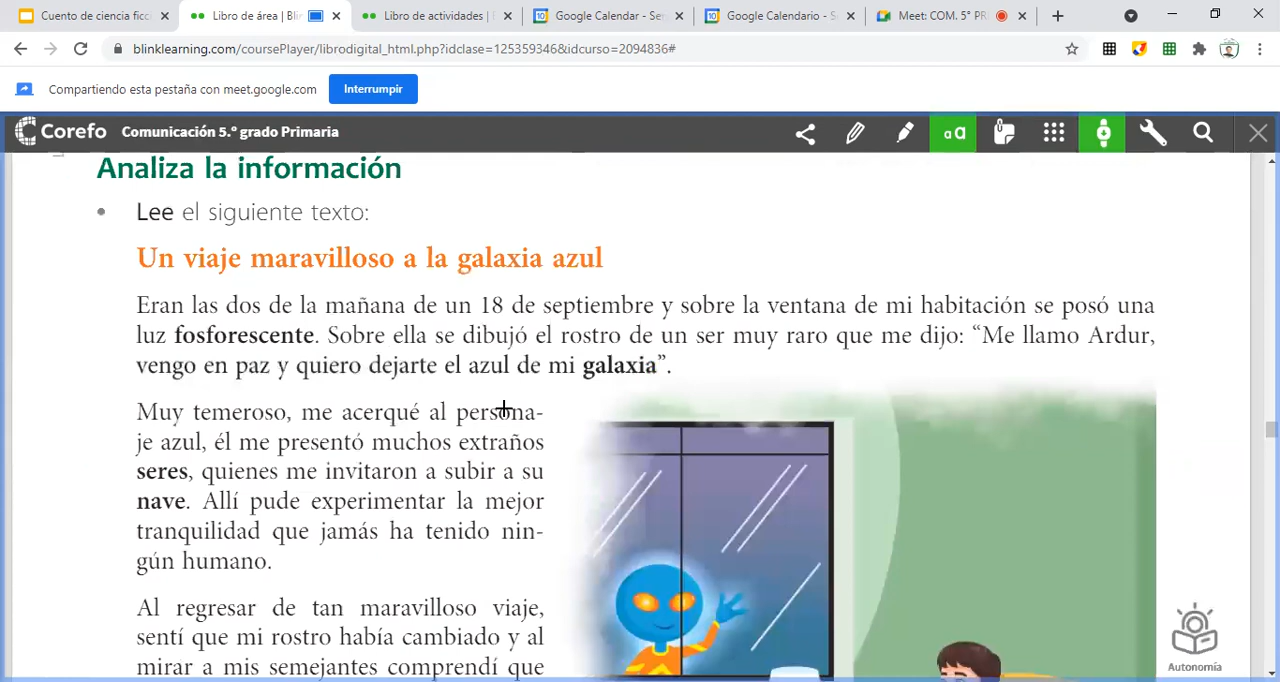 Cuento de ciencia ficc
Libro de área | Blin
Libro de actividades |
Google Calendar - Se
Google Calendario - S
Meet: COM. 5° PR
blinklearning.com/coursePlayer/librodigital_html.php?idclase=125359346&idcurso=2094836#
Compartiendo esta pestaña con meet.google.com
Interrumpir
Corefo
Comunicación 5.º grado Primaria
aa
Analiza la información
• Lee el siguiente texto:
Un viaje maravilloso a la galaxia azul
Eran las dos de la mañana de un 18 de septiembre y sobre la ventana de mi habitación se posó una
luz fosforescente. Sobre ella se dibujó el rostro de un ser muy raro que me dijo: “Me llamo Ardur,
vengo en paz y quiero dejarte el azul de mi galaxia”.
Muy temeroso, me acerqué al persona-
je azul, él me presentó muchos extraños
seres, quienes me invitaron a subir a su
nave. Allí pude experimentar la mejor
tranquilidad que jamás ha tenido nin-
gún humano.
Al regresar de tan maravilloso viaje,
sentí que mi rostro había cambiado y al
mirar a mis semejantes comprendí que
Autonomía